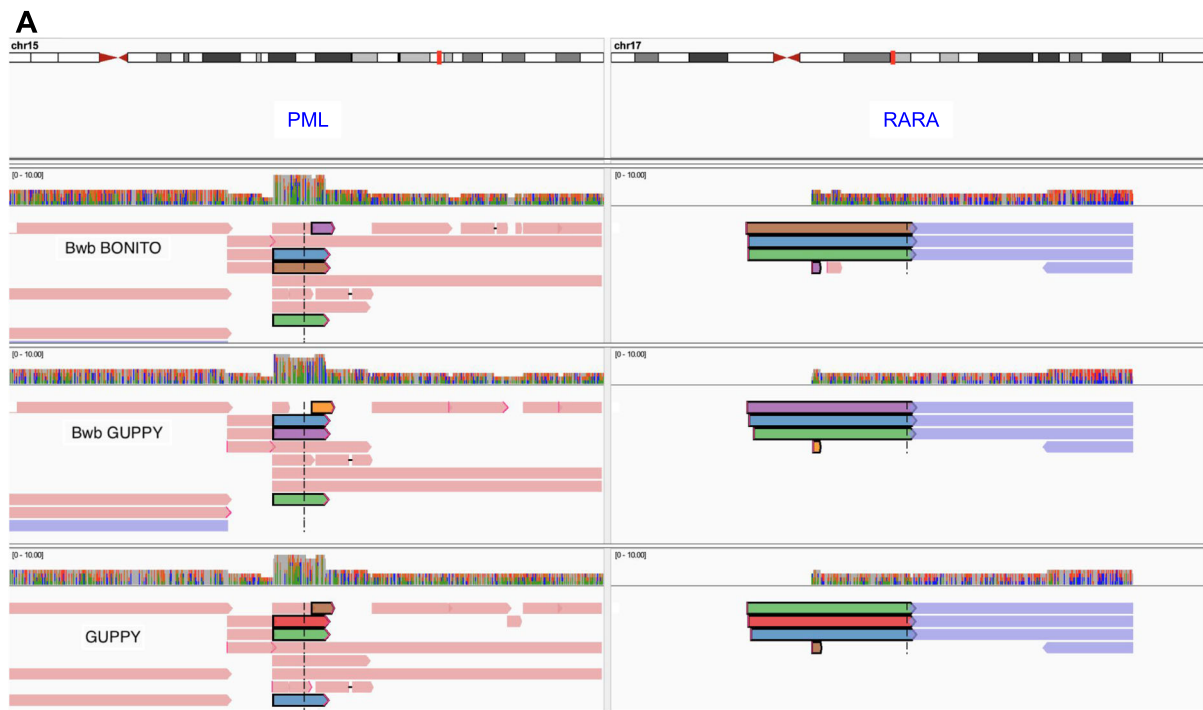 A
chr15 chr17
PML RARA
[0 - 10.00] [0 - 10.00]
Bwb BONITO
[0 - 10.00] [0 - 10.00]
Bwb GUPPY
[0 - 10.00] [0 - 10.00]
GUPPY